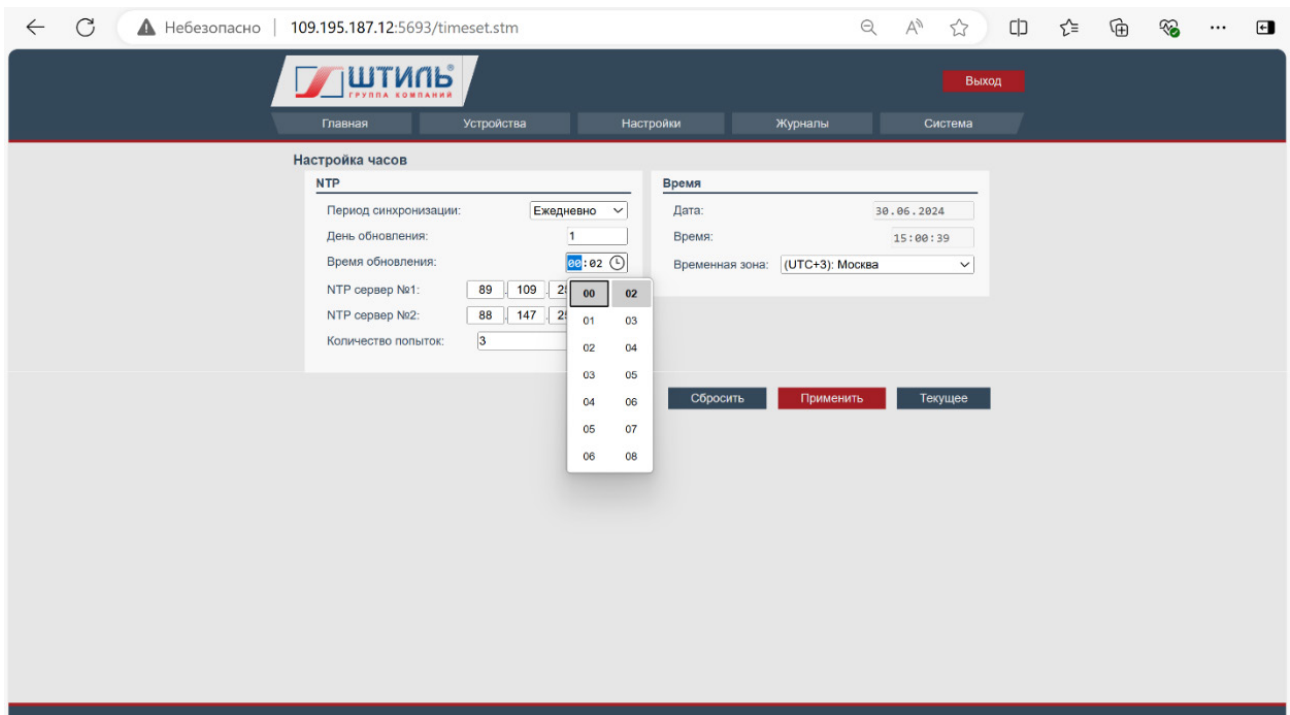 Небезопасно | 109.195.187.12:5693/timeset.stm
ШТИЛЬ®
ГРУППА КОМПАНИЙ
Выход
Главная Устройства Настройки Журналы Система
Настройка часов
NTP
Период синхронизации: Ежедневно
День обновления: 1
Время обновления: 00:02
NTP сервер №1: 89 . 109 .
NTP сервер №2: 88 . 147 .
Количество попыток: 3
00 02
01 03
02 04
03 05
04 06
05 07
06 08
Время
Дата: 30.06.2024
Время: 15:00:39
Временная зона: (UTC+3): Москва
Сбросить Применить Текущее